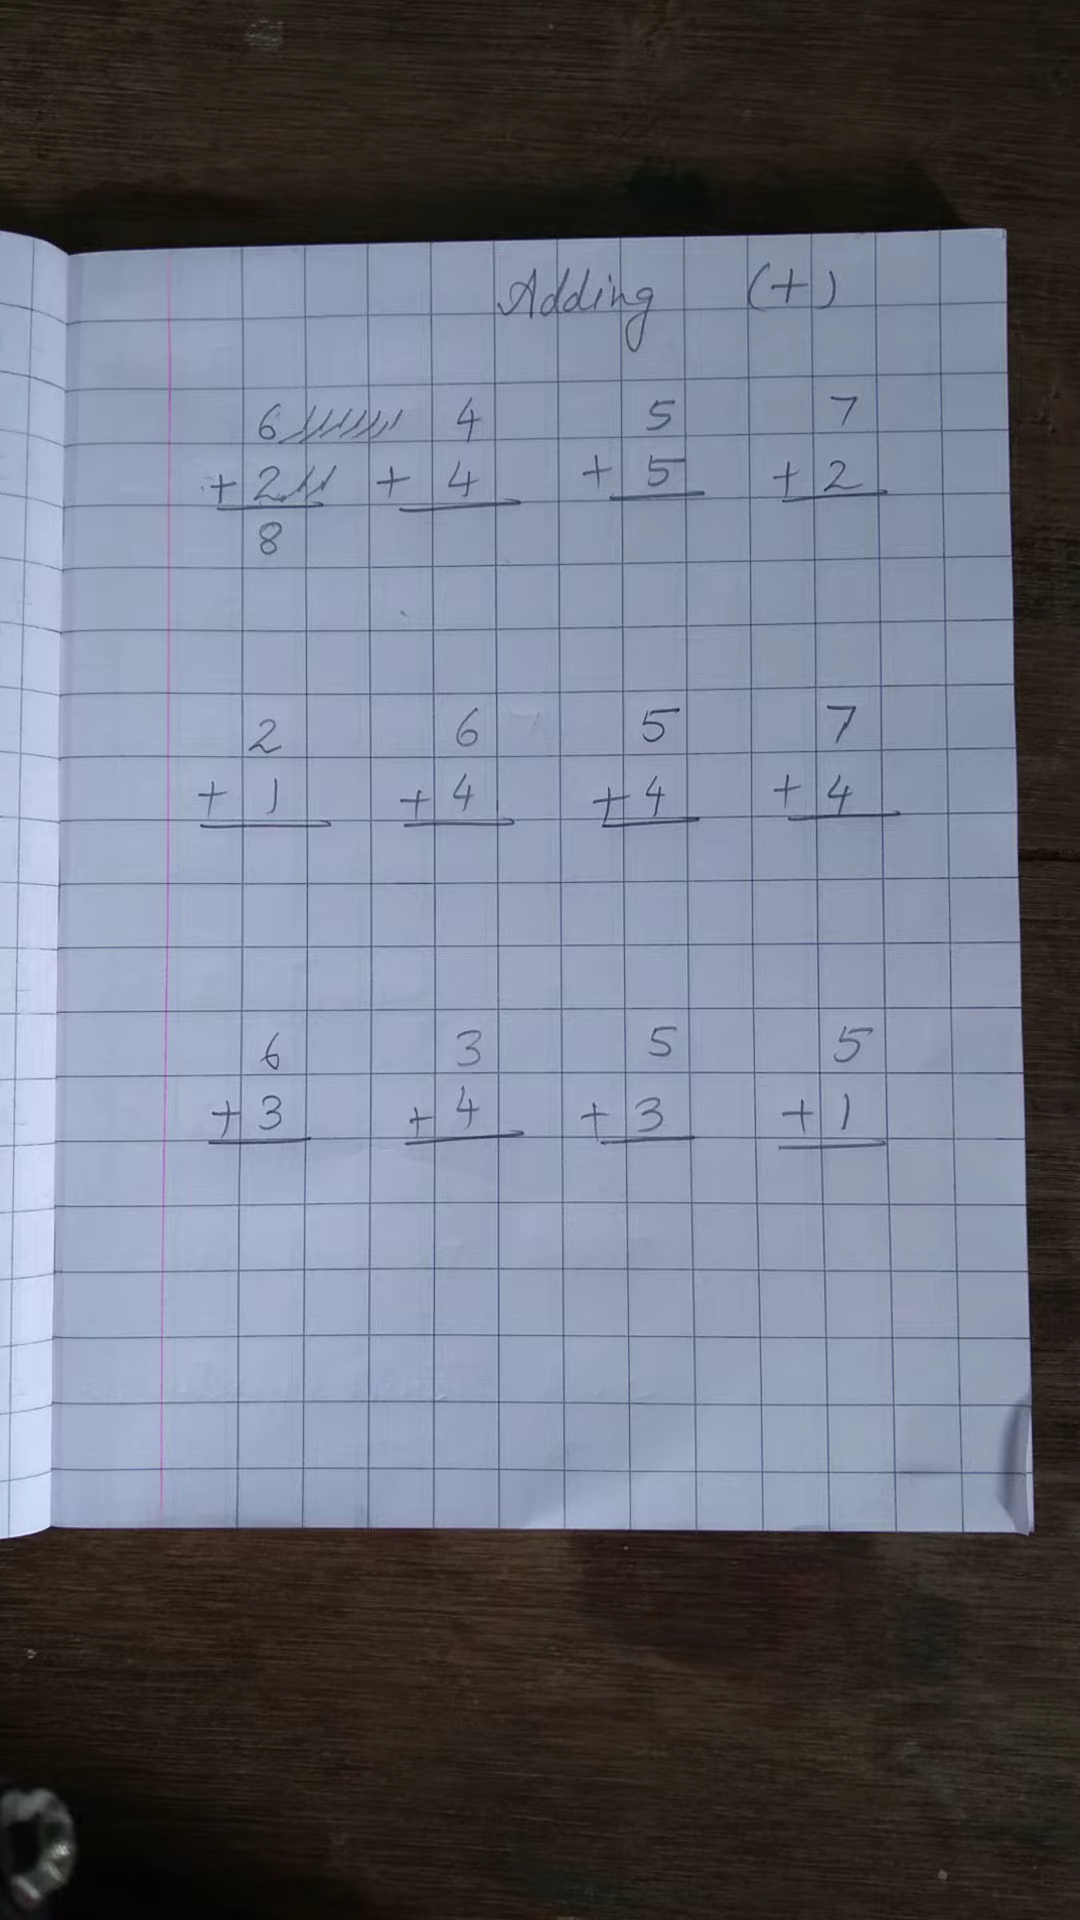 Adding (+)
6 4 5 7
+ 2 + 4 + 5 + 2
8
2 6 5 7
+ 1 + 4 + 4 + 4
6 3 5 5
+ 3 + 4 + 3 + 1